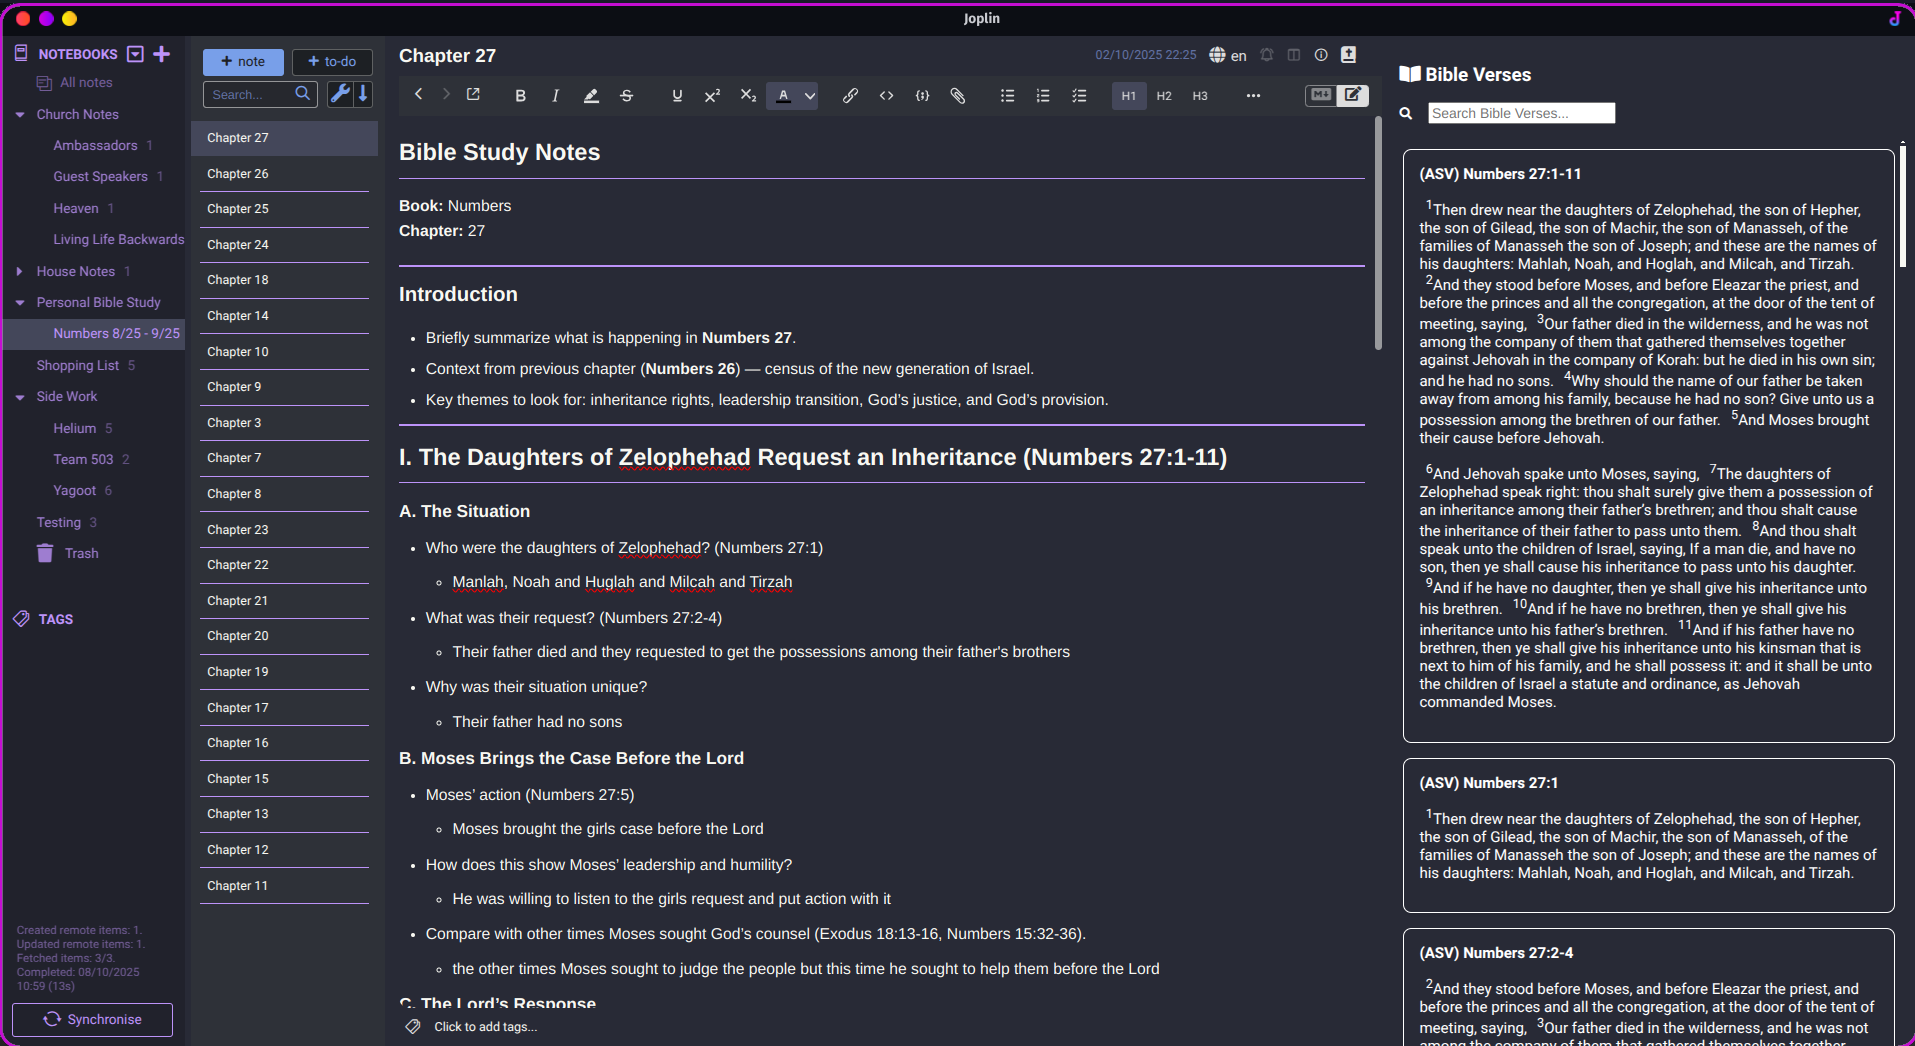 Joplin
NOTEBOOKS
All notes
Church Notes
Ambassadors 1
Guest Speakers 1
Heaven 1
Living Life Backwards
House Notes 1
Personal Bible Study
Numbers 8/25 - 9/25
Shopping List 5
Side Work
Helium 5
Team 503 2
Yagoot 6
Testing 3
Trash
TAGS
Created remote items: 1.
Updated remote items: 1.
Fetched items: 3/3.
Completed: 08/10/2025
10:59 (13s)
Synchronise
+ note
+ to-do
Search...
Chapter 27
Chapter 26
Chapter 25
Chapter 24
Chapter 18
Chapter 14
Chapter 10
Chapter 9
Chapter 3
Chapter 7
Chapter 8
Chapter 23
Chapter 22
Chapter 21
Chapter 20
Chapter 19
Chapter 17
Chapter 16
Chapter 15
Chapter 13
Chapter 12
Chapter 11
Chapter 27
02/10/2025 22:25
en
B I S U X² X₂ A H1 H2 H3
M
Bible Study Notes
Book: Numbers
Chapter: 27
Introduction
Briefly summarize what is happening in Numbers 27.
Context from previous chapter (Numbers 26) — census of the new generation of Israel.
Key themes to look for: inheritance rights, leadership transition, God’s justice, and God’s provision.
I. The Daughters of Zelophehad Request an Inheritance (Numbers 27:1-11)
A. The Situation
Who were the daughters of Zelophehad? (Numbers 27:1)
Manlah, Noah and Huglah and Milcah and Tirzah
What was their request? (Numbers 27:2-4)
Their father died and they requested to get the possessions among their father's brothers
Why was their situation unique?
Their father had no sons
B. Moses Brings the Case Before the Lord
Moses’ action (Numbers 27:5)
Moses brought the girls case before the Lord
How does this show Moses’ leadership and humility?
He was willing to listen to the girls request and put action with it
Compare with other times Moses sought God’s counsel (Exodus 18:13-16, Numbers 15:32-36).
the other times Moses sought to judge the people but this time he sought to help them before the Lord
C. The Lord’s Response
Click to add tags...
Bible Verses
Search Bible Verses...
(ASV) Numbers 27:1-11
1Then drew near the daughters of Zelophehad, the son of Hepher,
the son of Gilead, the son of Machir, the son of Manasseh, of the
families of Manasseh the son of Joseph; and these are the names of
his daughters: Mahlah, Noah, and Hoglah, and Milcah, and Tirzah.
2And they stood before Moses, and before Eleazar the priest, and
before the princes and all the congregation, at the door of the tent of
meeting, saying, 3Our father died in the wilderness, and he was not
among the company of them that gathered themselves together
against Jehovah in the company of Korah: but he died in his own sin;
and he had no sons. 4Why should the name of our father be taken
away from among his family, because he had no son? Give unto us a
possession among the brethren of our father. 5And Moses brought
their cause before Jehovah.
6And Jehovah spake unto Moses, saying, 7The daughters of
Zelophehad speak right: thou shalt surely give them a possession of
an inheritance among their father’s brethren; and thou shalt cause
the inheritance of their father to pass unto them. 8And thou shalt
speak unto the children of Israel, saying, If a man die, and have no
son, then ye shall cause his inheritance to pass unto his daughter.
9And if he have no daughter, then ye shall give his inheritance unto
his brethren. 10And if he have no brethren, then ye shall give his
inheritance unto his father’s brethren. 11And if his father have no
brethren, then ye shall give his inheritance unto his kinsman that is
next to him of his family, and he shall possess it: and it shall be unto
the children of Israel a statute and ordinance, as Jehovah
commanded Moses.
(ASV) Numbers 27:1
1Then drew near the daughters of Zelophehad, the son of Hepher,
the son of Gilead, the son of Machir, the son of Manasseh, of the
families of Manasseh the son of Joseph; and these are the names of
his daughters: Mahlah, Noah, and Hoglah, and Milcah, and Tirzah.
(ASV) Numbers 27:2-4
2And they stood before Moses, and before Eleazar the priest, and
before the princes and all the congregation, at the door of the tent of
meeting, saying, 3Our father died in the wilderness, and he was not
among the company of them that gathered themselves together